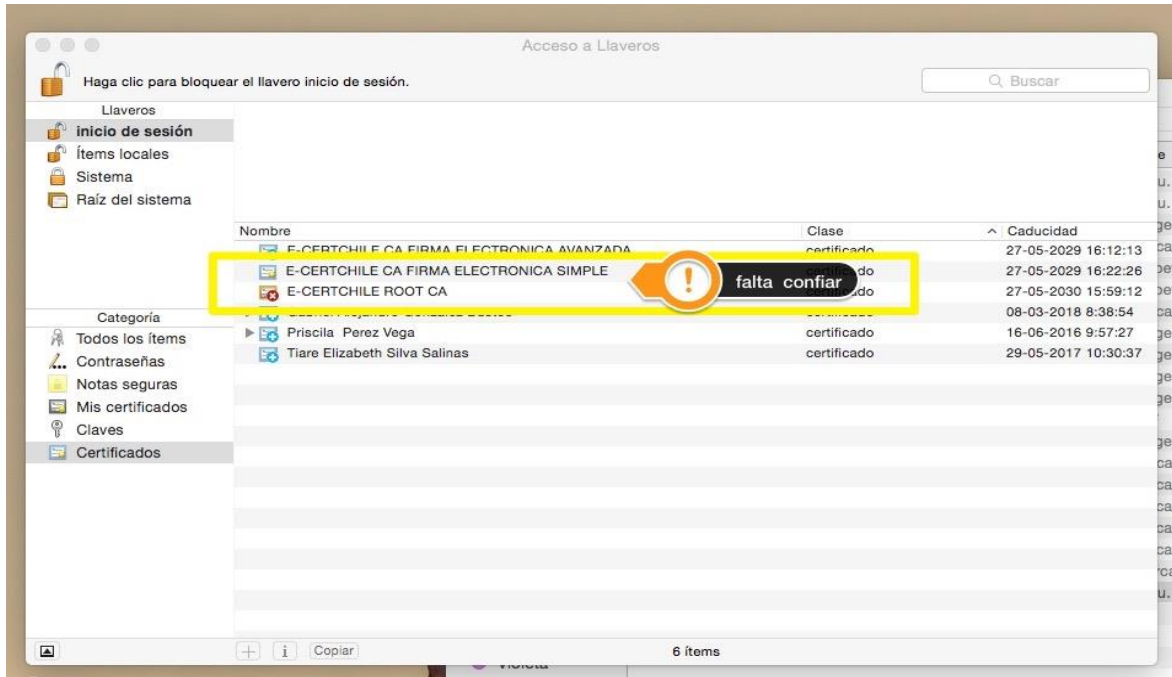 Acceso a Llaveros
Haga clic para bloquear el llavero inicio de sesión.
Buscar
Llaveros
inicio de sesión
Ítems locales
Sistema
Raíz del sistema
Nombre Clase Caducidad
E-CERTCHILE CA FIRMA ELECTRONICA AVANZADA certificado 27-05-2029 16:12:13
E-CERTCHILE CA FIRMA ELECTRONICA SIMPLE 27-05-2029 16:22:26
falta confiar
E-CERTCHILE ROOT CA 27-05-2030 15:59:12
08-03-2018 8:38:54
Priscila Perez Vega certificado 16-06-2016 9:57:27
Tiare Elizabeth Silva Salinas certificado 29-05-2017 10:30:37
Categoría
Todos los ítems
Contraseñas
Notas seguras
Mis certificados
Claves
Certificados
Copiar
6 ítems